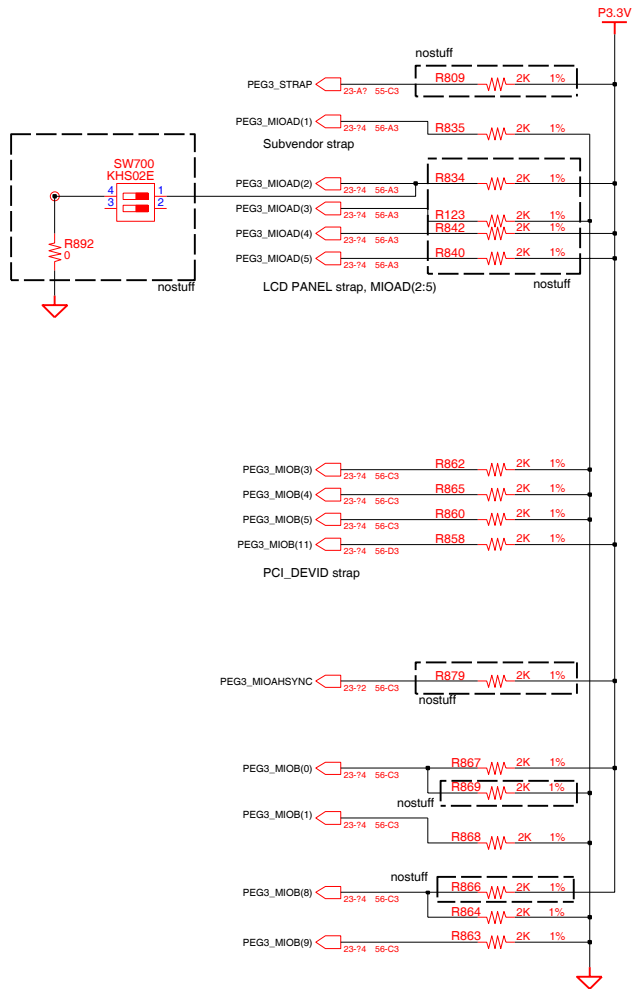 P3.3V
nostuff
PEG3_STRAP 23-A? 55-C3 R809 2K 1%
PEG3_MIOAD(1) 23-?4 56-A3 R835 2K 1%
Subvendor strap
SW700
KHS02E
4 1
3 2
R892
0
nostuff
PEG3_MIOAD(2) 23-?4 56-A3 R834 2K 1%
PEG3_MIOAD(3) 23-?4 56-A3 R123 2K 1%
PEG3_MIOAD(4) 23-?4 56-A3 R842 2K 1%
PEG3_MIOAD(5) 23-?4 56-A3 R840 2K 1%
LCD PANEL strap, MIOAD(2:5)
nostuff
PEG3_MIOB(3) 23-?4 56-C3 R862 2K 1%
PEG3_MIOB(4) 23-?4 56-C3 R865 2K 1%
PEG3_MIOB(5) 23-?4 56-C3 R860 2K 1%
PEG3_MIOB(11) 23-?4 56-D3 R858 2K 1%
PCI_DEVID strap
PEG3_MIOAHSYNC 23-?2 56-C3 R879 2K 1%
nostuff
PEG3_MIOB(0) 23-?4 56-C3 R867 2K 1%
R869 2K 1%
nostuff
PEG3_MIOB(1) 23-?4 56-C3 R868 2K 1%
nostuff
PEG3_MIOB(8) 23-?4 56-C3 R866 2K 1%
R864 2K 1%
PEG3_MIOB(9) 23-?4 56-C3 R863 2K 1%